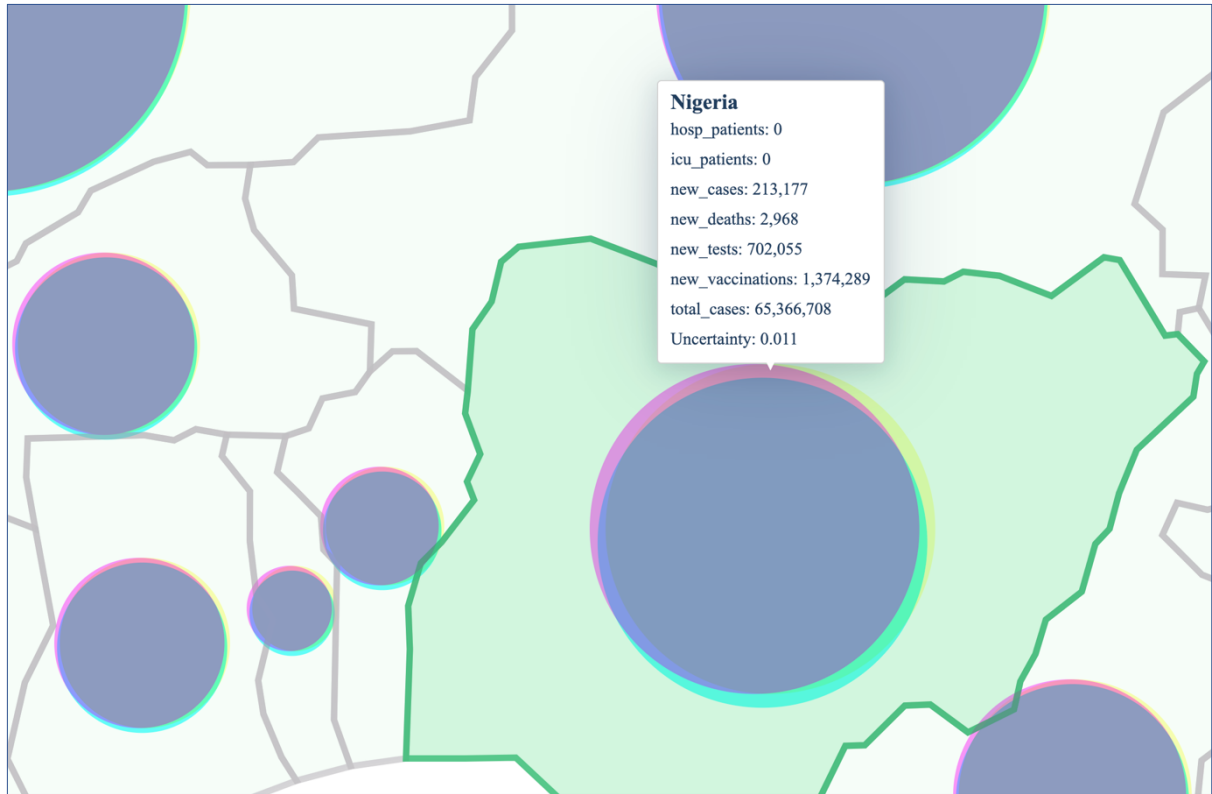 Nigeria
hosp_patients: 0
icu_patients: 0
new_cases: 213,177
new_deaths: 2,968
new_tests: 702,055
new_vaccinations: 1,374,289
total_cases: 65,366,708
Uncertainty: 0.011